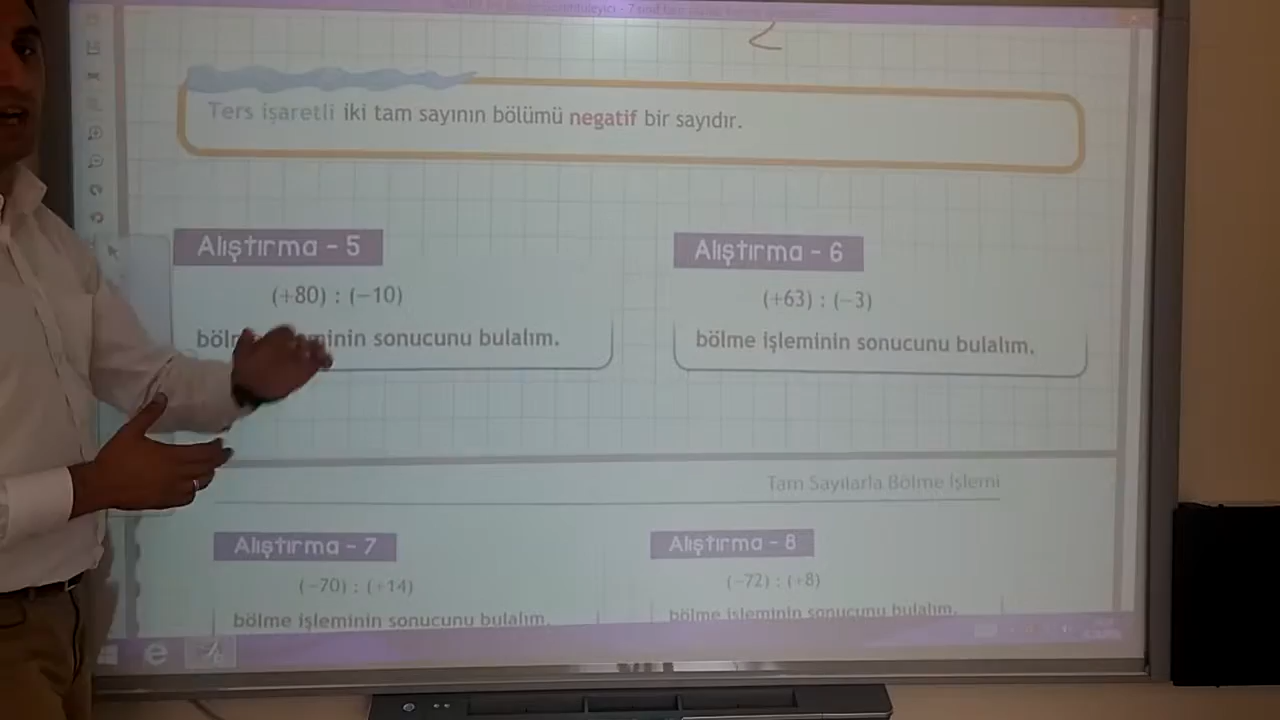 Ters işaretli iki tam sayının bölümü negatif bir sayıdır.
Alıştırma - 5
(+80) : (-10)
sonucunu bulalım.
Alıştırma - 6
(+63) : (-3)
bölme işleminin sonucunu bulalım.
Tam Sayılarla Bölme İşlemi
Alıştırma - 7
(-70) : (+14)
bölme işleminin sonucunu bulalım.
Alıştırma - 8
(-72) : (+8)
bölme işleminin sonucunu bulalım.